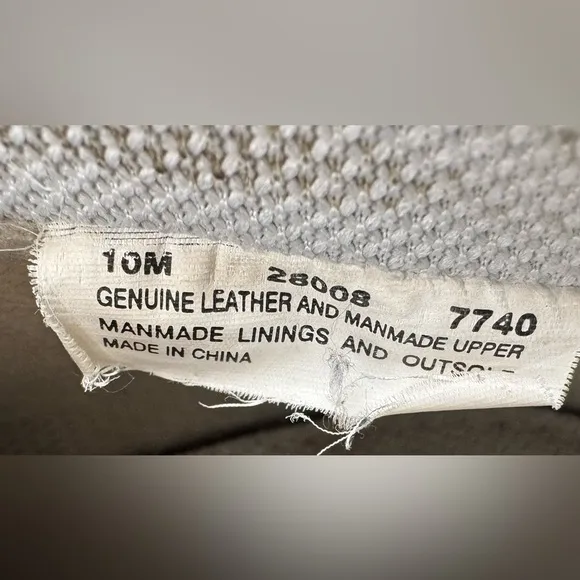 10M 28008 7740
GENUINE LEATHER AND MANMADE UPPER
MANMADE LININGS AND
MADE IN CHINA